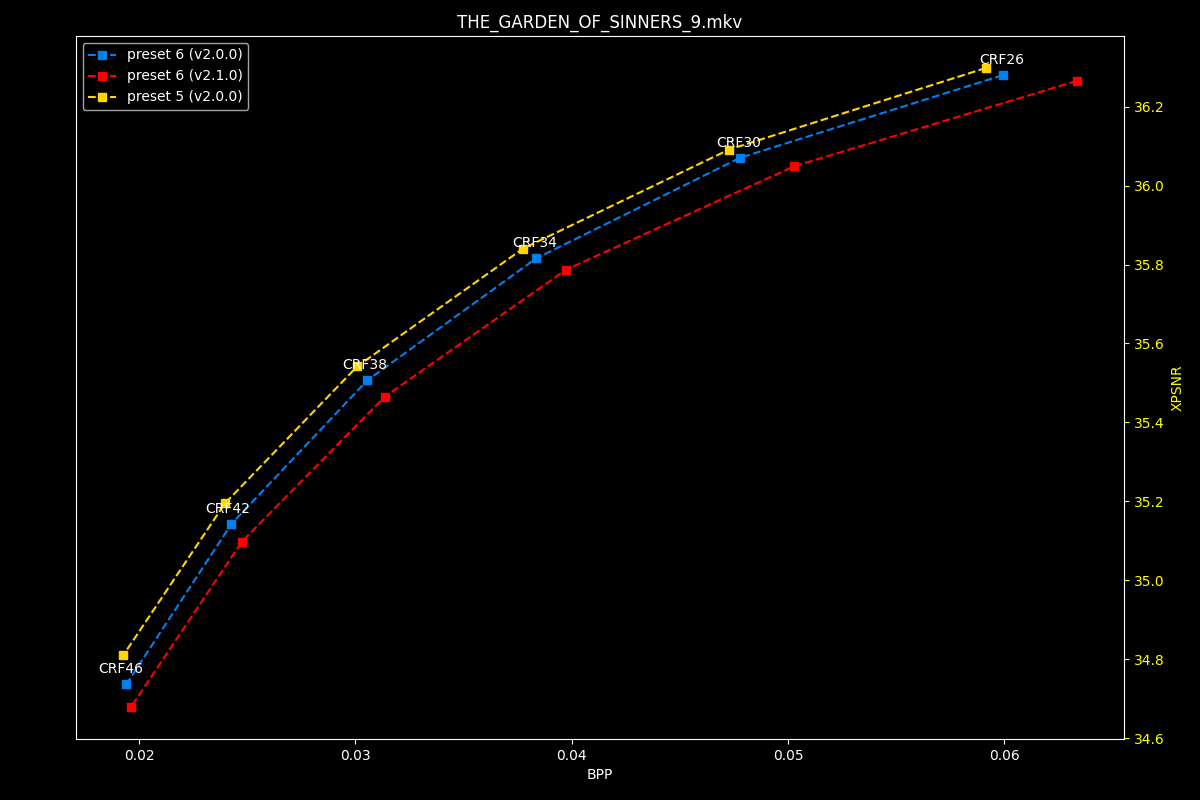 THE_GARDEN_OF_SINNERS_9.mkv
preset 6 (v2.0.0)
preset 6 (v2.1.0)
preset 5 (v2.0.0)
CRF26
CRF30
CRF34
CRF38
CRF42
CRF46
36.2
36.0
35.8
35.6
35.4
35.2
35.0
34.8
34.6
XPSNR
0.02 0.03 0.04 0.05 0.06
BPP